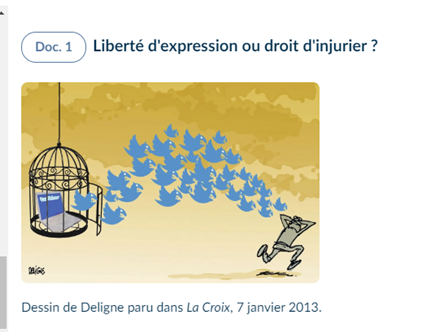 Doc. 1 Liberté d'expression ou droit d'injurier ?
DELIGNE
Dessin de Deligne paru dans La Croix, 7 janvier 2013.